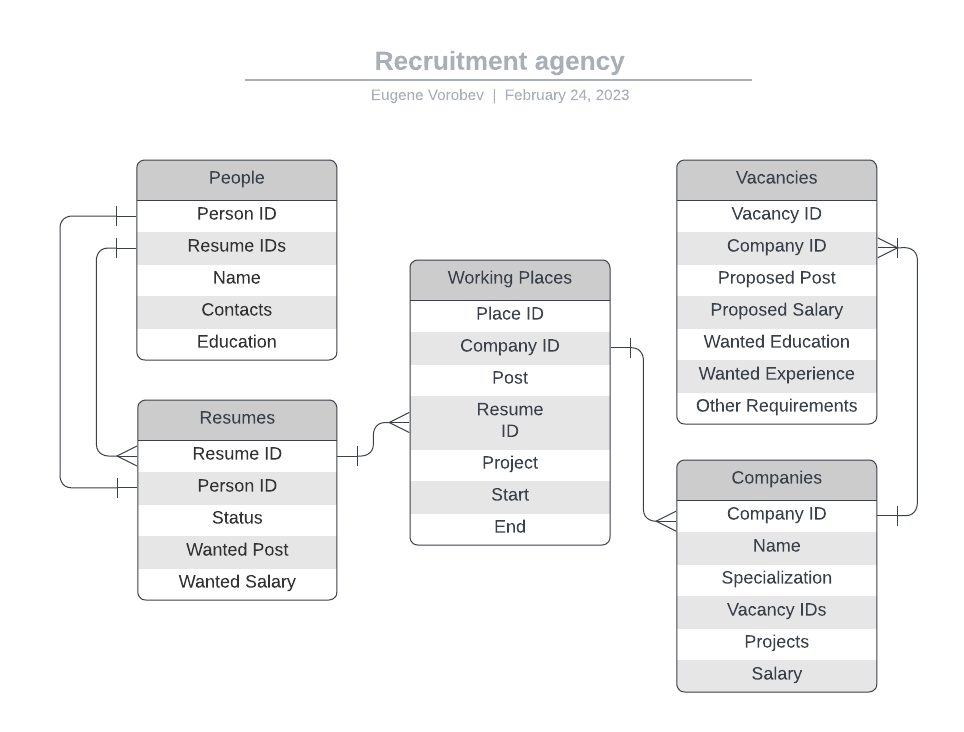 Recruitment agency
Eugene Vorobev | February 24, 2023
People
Person ID
Resume IDs
Name
Contacts
Education
Resumes
Resume ID
Person ID
Status
Wanted Post
Wanted Salary
Working Places
Place ID
Company ID
Post
Resume
ID
Project
Start
End
Vacancies
Vacancy ID
Company ID
Proposed Post
Proposed Salary
Wanted Education
Wanted Experience
Other Requirements
Companies
Company ID
Name
Specialization
Vacancy IDs
Projects
Salary